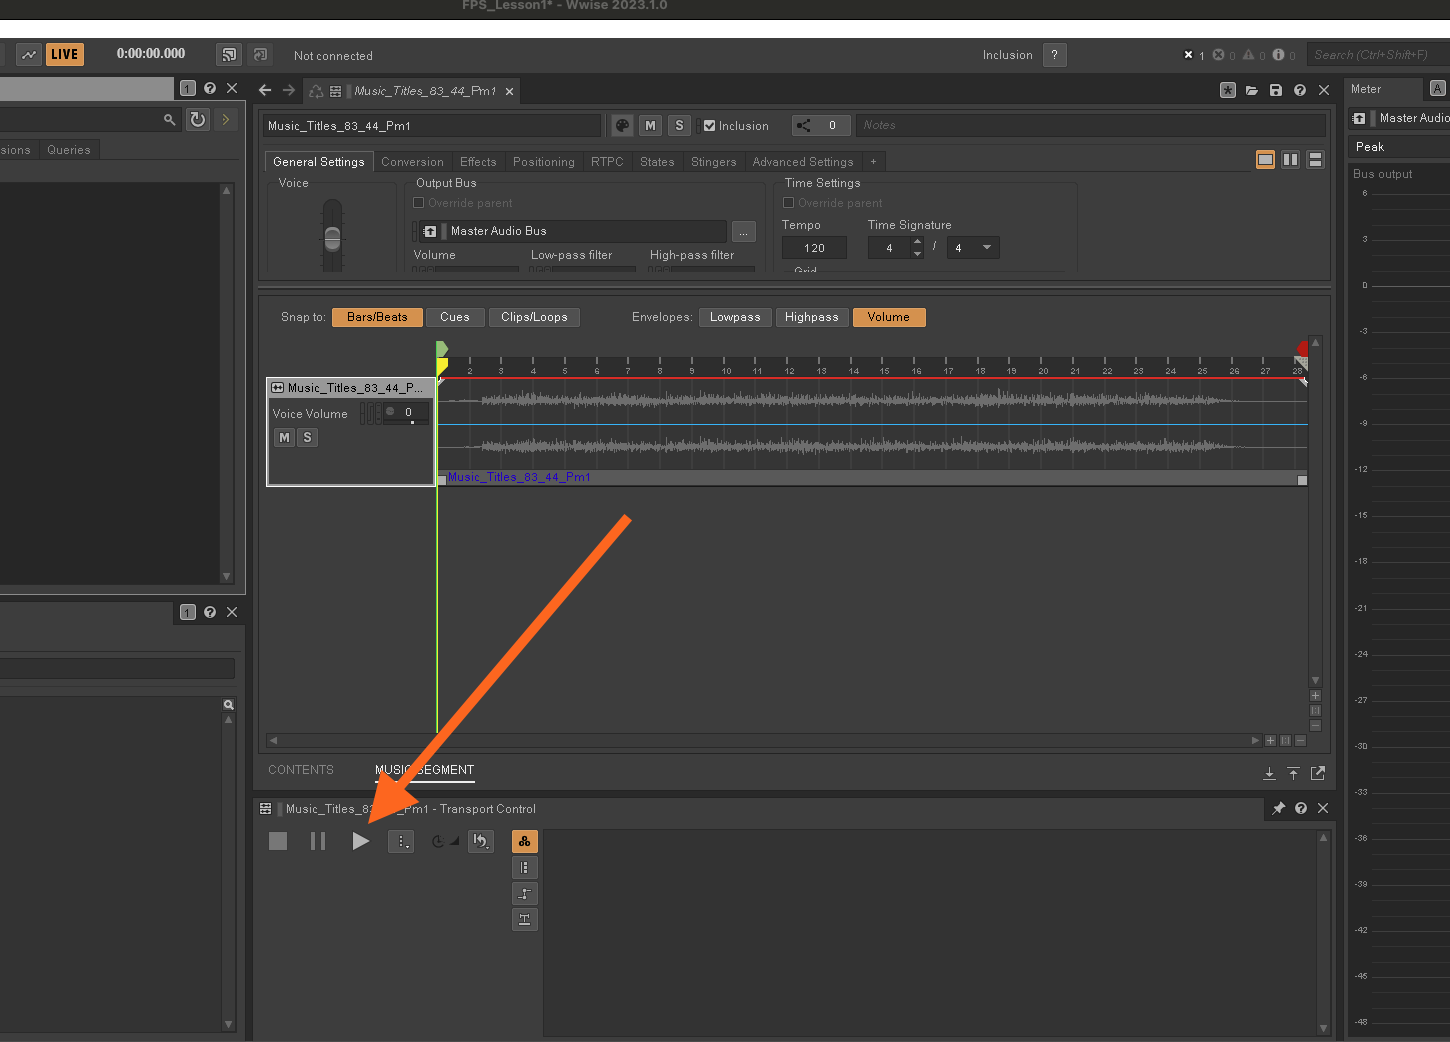 FPS_Lesson1* - Wwise 2023.1.0
LIVE 0:00:00.000 Not connected Inclusion ? 1 0 0 0 Search (Ctrl+Shift+F)
1 Music_Titles_83_44_Pm1 Meter A
Music_Titles_83_44_Pm1 M S Inclusion 0 Notes Master Audio
sions Queries Peak
General Settings Conversion Effects Positioning RTPC States Stingers Advanced Settings +
Bus output
Voice Output Bus Time Settings
Override parent Override parent
Master Audio Bus ... Tempo Time Signature
120 4 / 4
Volume Low-pass filter High-pass filter
Grid
Snap to: Bars/Beats Cues Clips/Loops Envelopes: Lowpass Highpass Volume
2 3 4 5 6 7 8 9 10 11 12 13 14 15 16 17 18 19 20 21 22 23 24 25 26 27 28
Music_Titles_83_44_P...
Voice Volume 0
M S
Music_Titles_83_44_Pm1
1
CONTENTS MUSIC SEGMENT
Music_Titles_83 Pm1 - Transport Control
6
3
0
-3
-6
-9
-12
-15
-18
-21
-24
-27
-30
-33
-36
-39
-42
-45
-48